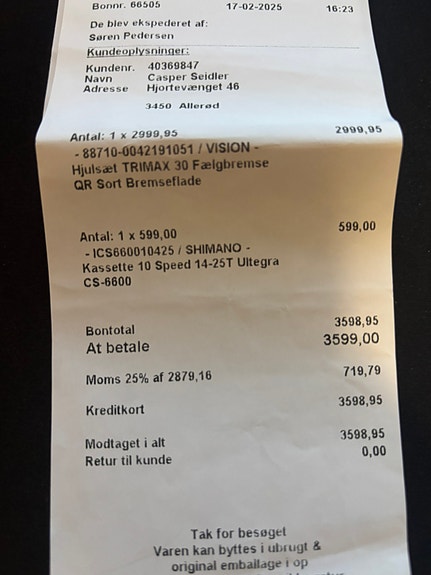 Bonnr. 66505 17-02-2025 16:23
De blev ekspederet af:
Søren Pedersen
Kundeoplysninger:
Kundenr. 40369847
Navn Casper Seidler
Adresse Hjortevænget 46
3450 Allerød
Antal: 1 x 2999,95 2999,95
- 88710-0042191051 / VISION -
Hjulsæt TRIMAX 30 Fælgbremse
QR Sort Bremseflade
Antal: 1 x 599,00 599,00
- ICS660010425 / SHIMANO -
Kassette 10 Speed 14-25T Ultegra
CS-6600
Bontotal 3598,95
At betale 3599,00
Moms 25% af 2879,16 719,79
Kreditkort 3598,95
Modtaget i alt 3598,95
Retur til kunde 0,00
Tak for besøget
Varen kan byttes i ubrugt &
original emballage i op